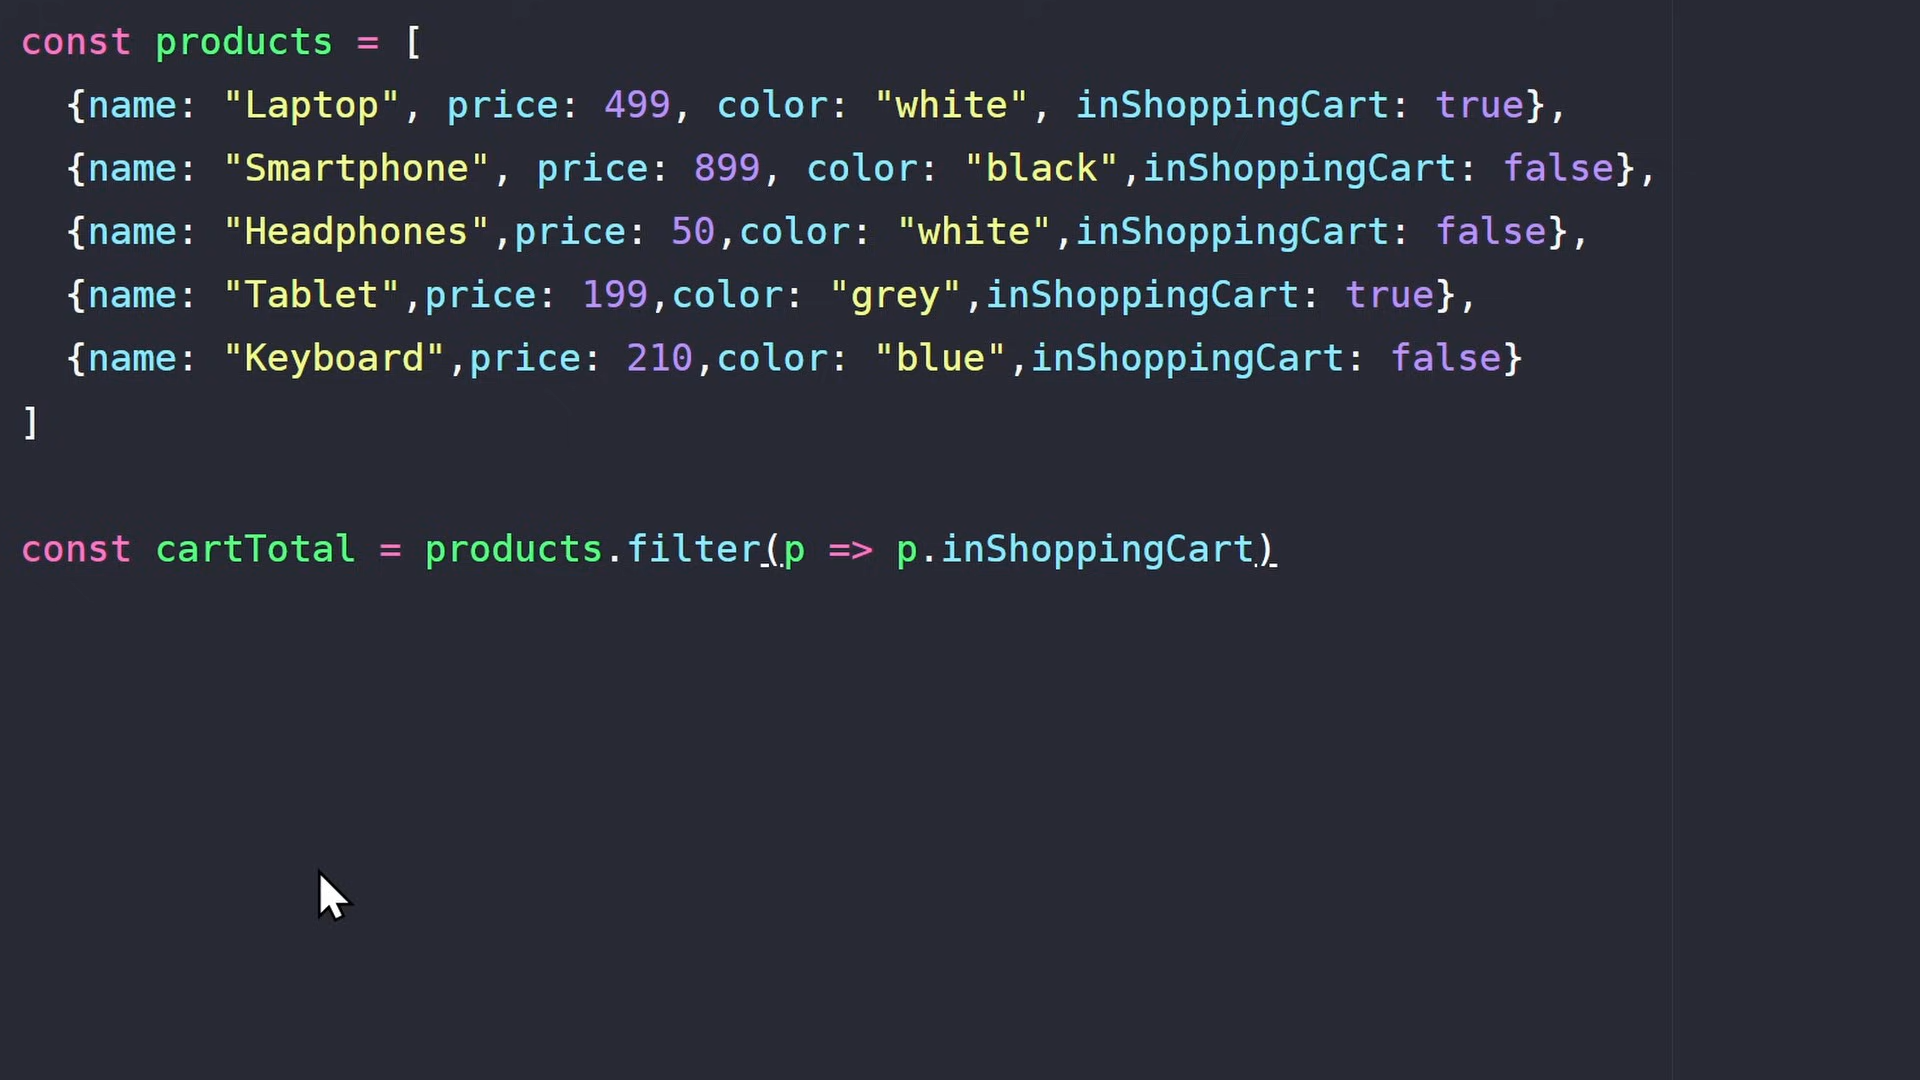 const products = [
  {name: "Laptop", price: 499, color: "white", inShoppingCart: true},
  {name: "Smartphone", price: 899, color: "black",inShoppingCart: false},
  {name: "Headphones",price: 50,color: "white",inShoppingCart: false},
  {name: "Tablet",price: 199,color: "grey",inShoppingCart: true},
  {name: "Keyboard",price: 210,color: "blue",inShoppingCart: false}
]
const cartTotal = products.filter(p => p.inShoppingCart)